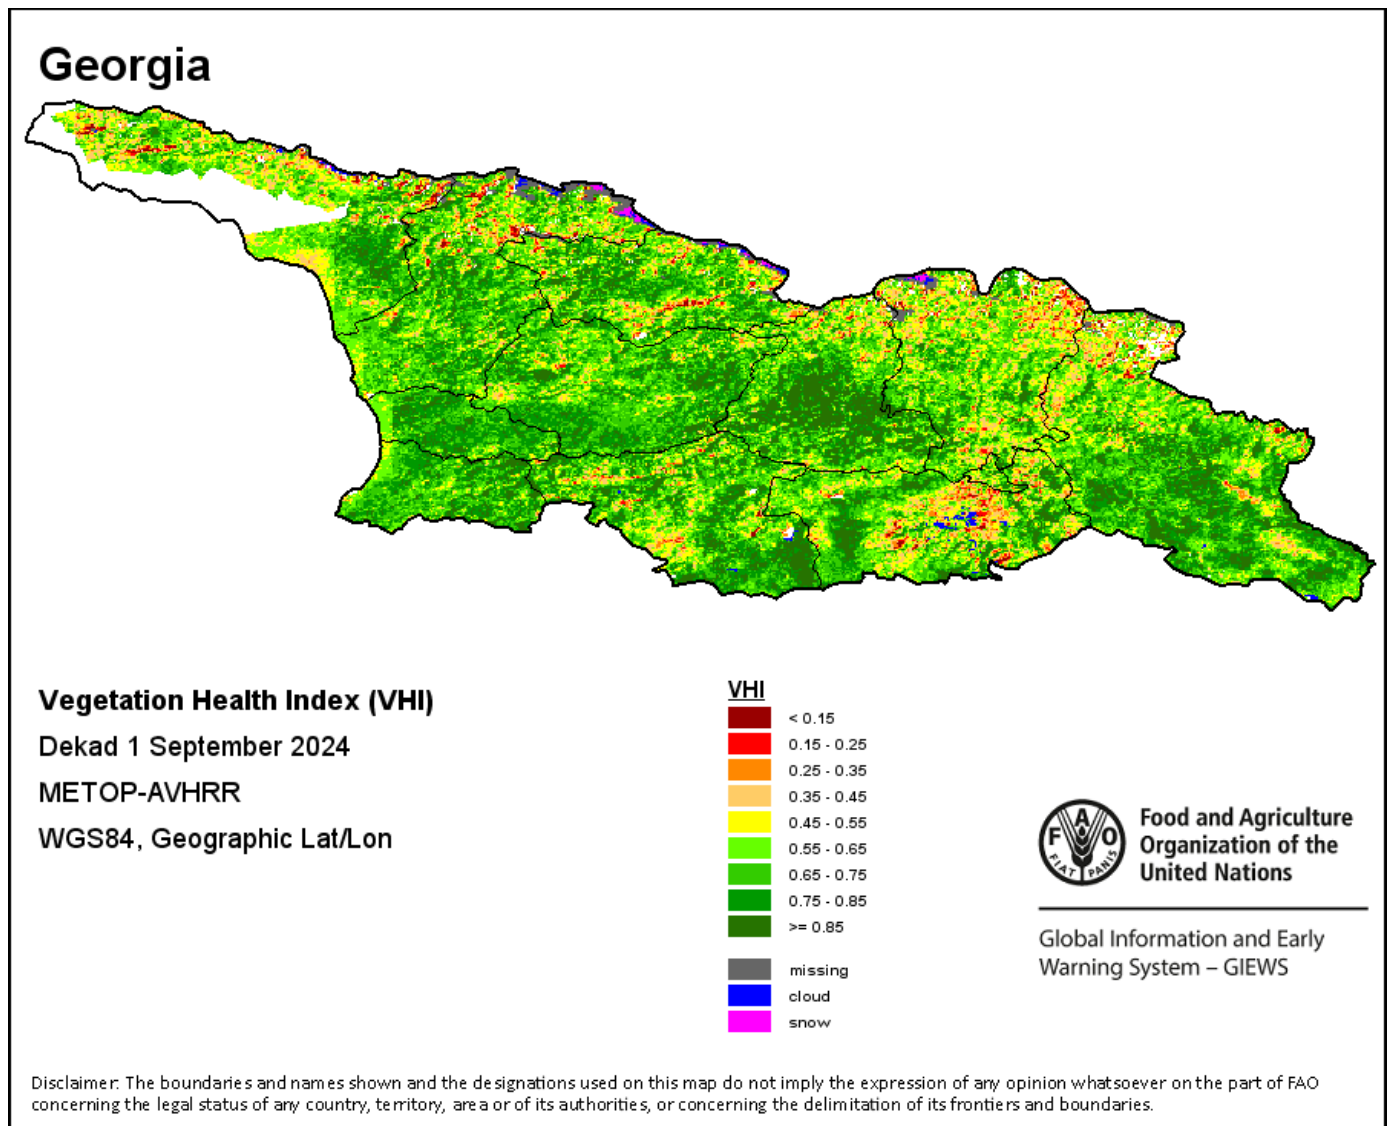 Georgia
Vegetation Health Index (VHI)
Dekad 1 September 2024
METOP-AVHRR
WGS84, Geographic Lat/Lon
VHI
< 0.15
0.15 - 0.25
0.25 - 0.35
0.35 - 0.45
0.45 - 0.55
0.55 - 0.65
0.65 - 0.75
0.75 - 0.85
>= 0.85
missing
cloud
snow
F A O
FIAT PANIS
Food and Agriculture
Organization of the
United Nations
Global Information and Early
Warning System – GIEWS
Disclaimer: The boundaries and names shown and the designations used on this map do not imply the expression of any opinion whatsoever on the part of FAO
concerning the legal status of any country, territory, area or of its authorities, or concerning the delimitation of its frontiers and boundaries.